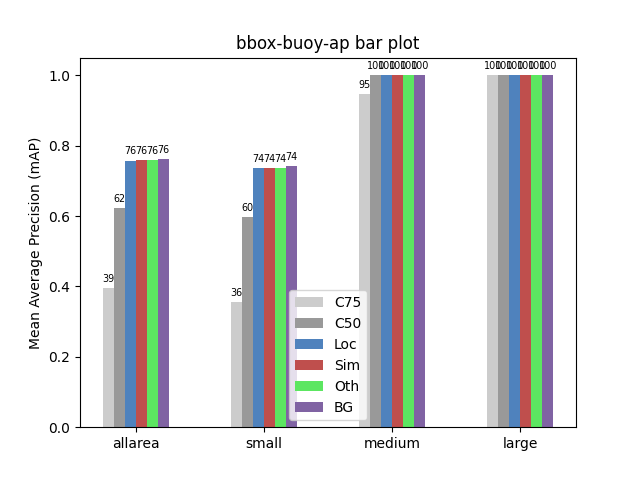 bbox-buoy-ap bar plot
Mean Average Precision (mAP)
1.0
0.8
0.6
0.4
0.2
0.0
39 62 76 76 76 76
36 60 74 74 74 74
95 100 100 100 100 100
100 100 100 100 100 100
C75
C50
Loc
Sim
Oth
BG
allarea small medium large